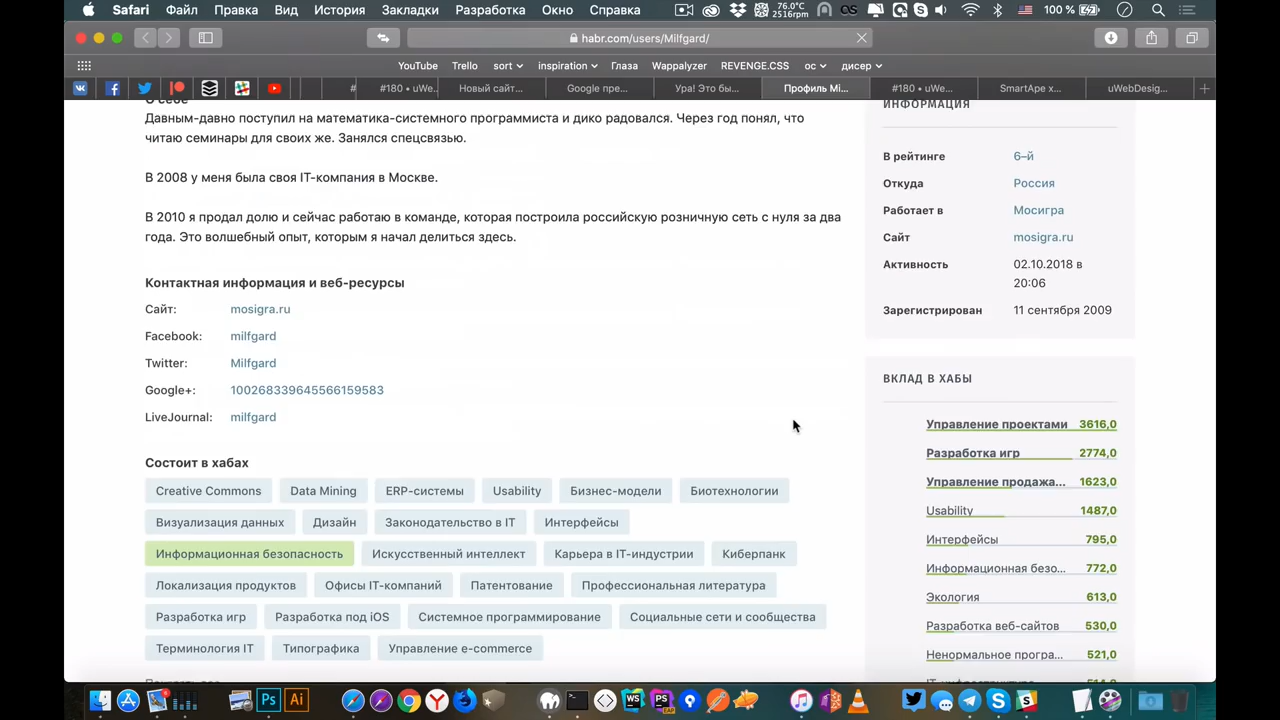 Safari Файл Правка Вид История Закладки Разработка Окно Справка
76.0°C
2516rpm
100 %
habr.com/users/Milfgard/
YouTube Trello sort inspiration Глаза Wappalyzer REVENGE.CSS ос дисер
# #180 • uWe... Новый сайт... Google пре... Ура! Это бы... Профиль Mi... #180 • uWe... SmartApe х... uWebDesig...
О себе
Давным-давно поступил на математика-системного программиста и дико радовался. Через год понял, что
читаю семинары для своих же. Занялся спецсвязью.
В 2008 у меня была своя IT-компания в Москве.
В 2010 я продал долю и сейчас работаю в команде, которая построила российскую розничную сеть с нуля за два
года. Это волшебный опыт, которым я начал делиться здесь.
Контактная информация и веб-ресурсы
Сайт: mosigra.ru
Facebook: milfgard
Twitter: Milfgard
Google+: 100268339645566159583
LiveJournal: milfgard
Состоит в хабах
Creative Commons Data Mining ERP-системы Usability Бизнес-модели Биотехнологии
Визуализация данных Дизайн Законодательство в IT Интерфейсы
Информационная безопасность Искусственный интеллект Карьера в IT-индустрии Киберпанк
Локализация продуктов Офисы IT-компаний Патентование Профессиональная литература
Разработка игр Разработка под iOS Системное программирование Социальные сети и сообщества
Терминология IT Типографика Управление e-commerce
ИНФОРМАЦИЯ
В рейтинге 6-й
Откуда Россия
Работает в Мосигра
Сайт mosigra.ru
Активность 02.10.2018 в
20:06
Зарегистрирован 11 сентября 2009
ВКЛАД В ХАБЫ
Управление проектами 3616,0
Разработка игр 2774,0
Управление продажа... 1623,0
Usability 1487,0
Интерфейсы 795,0
Информационная безо... 772,0
Экология 613,0
Разработка веб-сайтов 530,0
Ненормальное програ... 521,0
Ps Ai WS PS